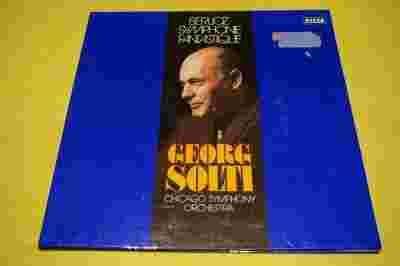 BERLIOZ
SYMPHONIE
FANTASTIQUE
DECCA
GEORG
SOLTI
CHICAGO SYMPHONY
ORCHESTRA